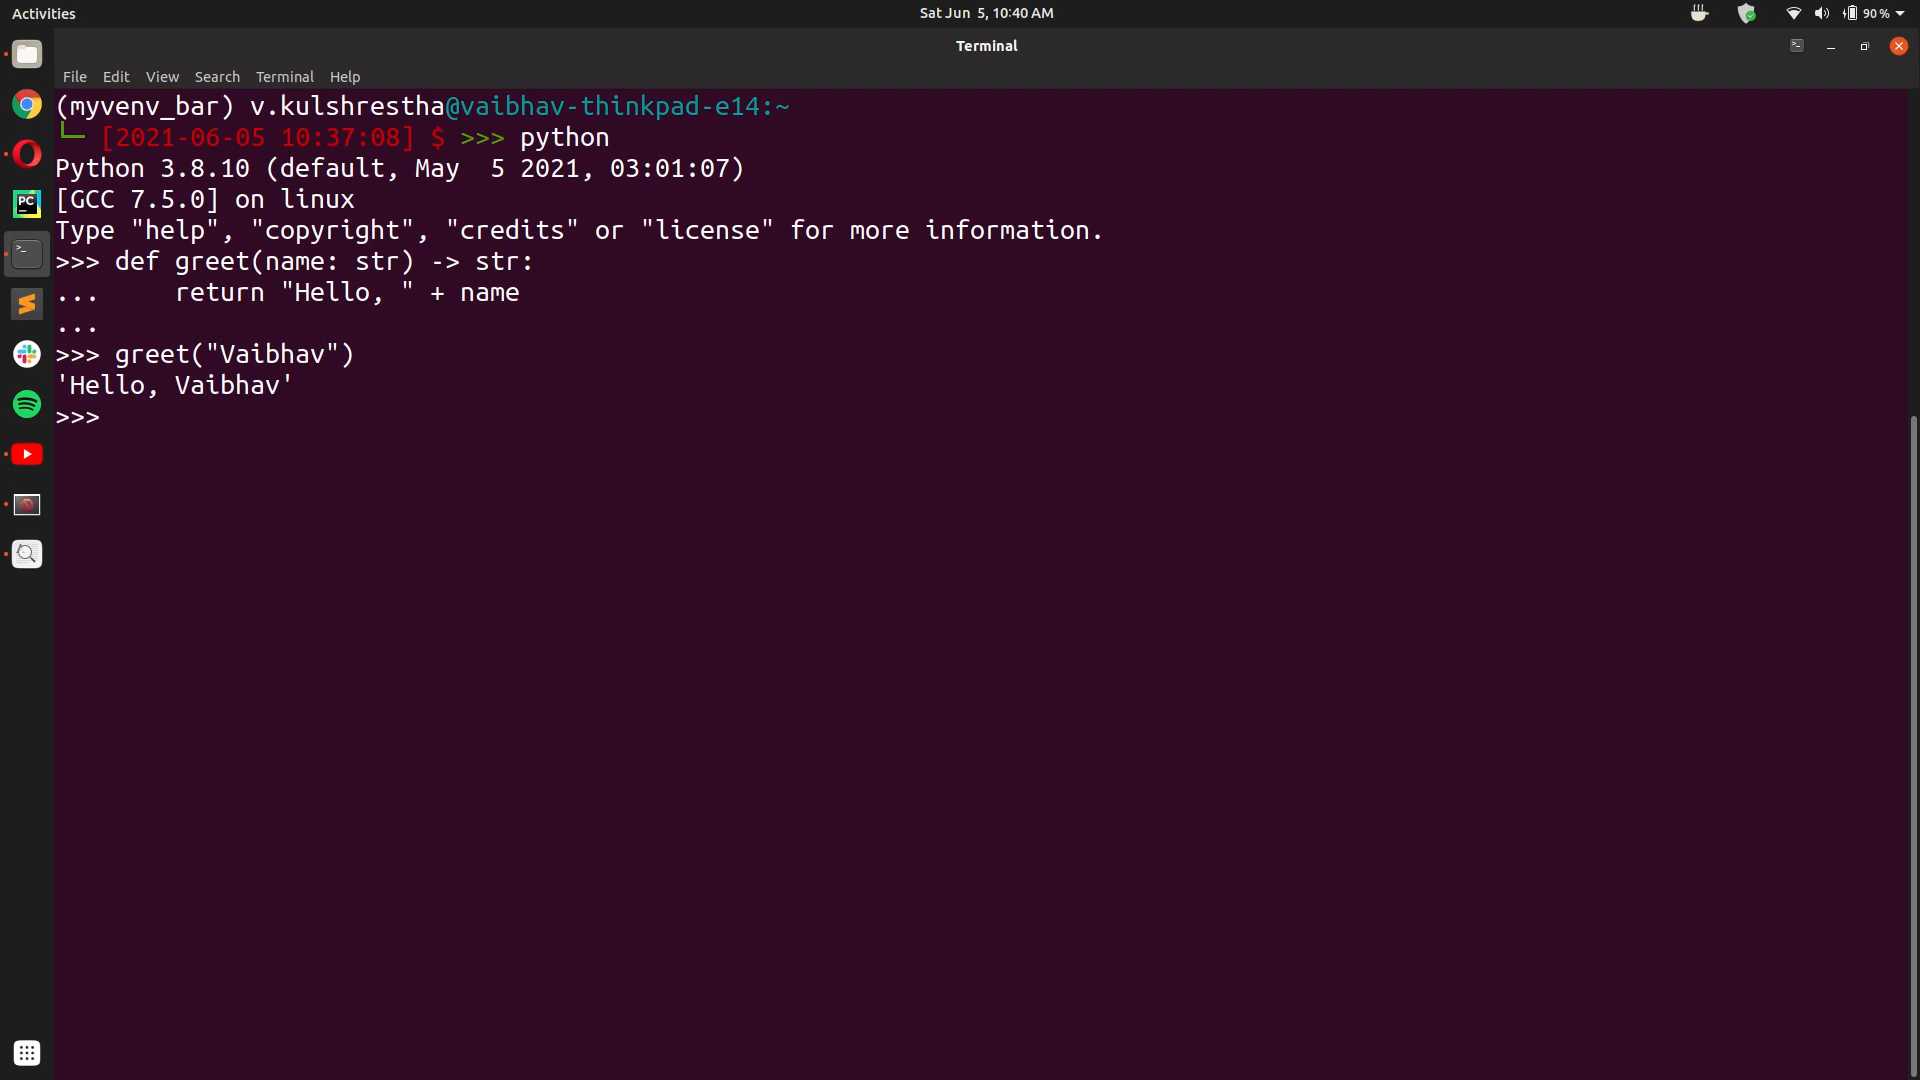 Activities
Sat Jun 5, 10:40 AM
90 %
Terminal
File Edit View Search Terminal Help
(myvenv_bar) v.kulshrestha@vaibhav-thinkpad-e14:~
└─ [2021-06-05 10:37:08] $ >>> python
Python 3.8.10 (default, May  5 2021, 03:01:07)
[GCC 7.5.0] on linux
Type "help", "copyright", "credits" or "license" for more information.
>>> def greet(name: str) -> str:
...     return "Hello, " + name
...
>>> greet("Vaibhav")
'Hello, Vaibhav'
>>>
PC